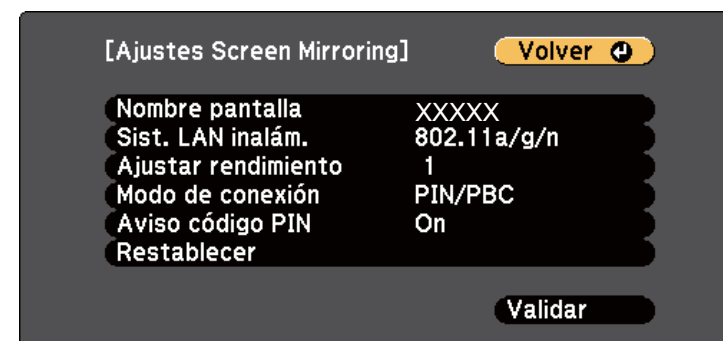 [Ajustes Screen Mirroring] Volver
Nombre pantalla XXXXX
Sist. LAN inalám. 802.11a/g/n
Ajustar rendimiento 1
Modo de conexión PIN/PBC
Aviso código PIN On
Restablecer
Validar